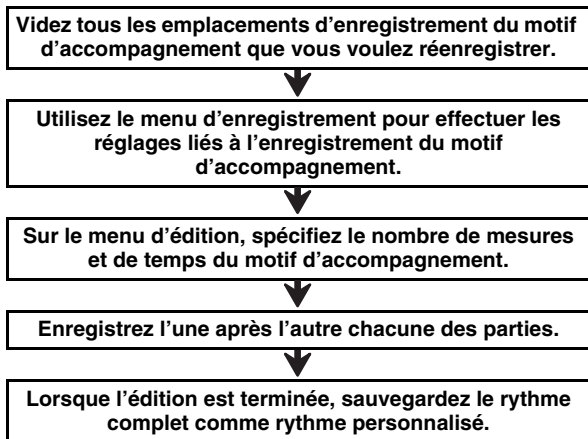 Videz tous les emplacements d’enregistrement du motif
d’accompagnement que vous voulez réenregistrer.
Utilisez le menu d’enregistrement pour effectuer les
réglages liés à l’enregistrement du motif
d’accompagnement.
Sur le menu d’édition, spécifiez le nombre de mesures
et de temps du motif d’accompagnement.
Enregistrez l’une après l’autre chacune des parties.
Lorsque l’édition est terminée, sauvegardez le rythme
complet comme rythme personnalisé.